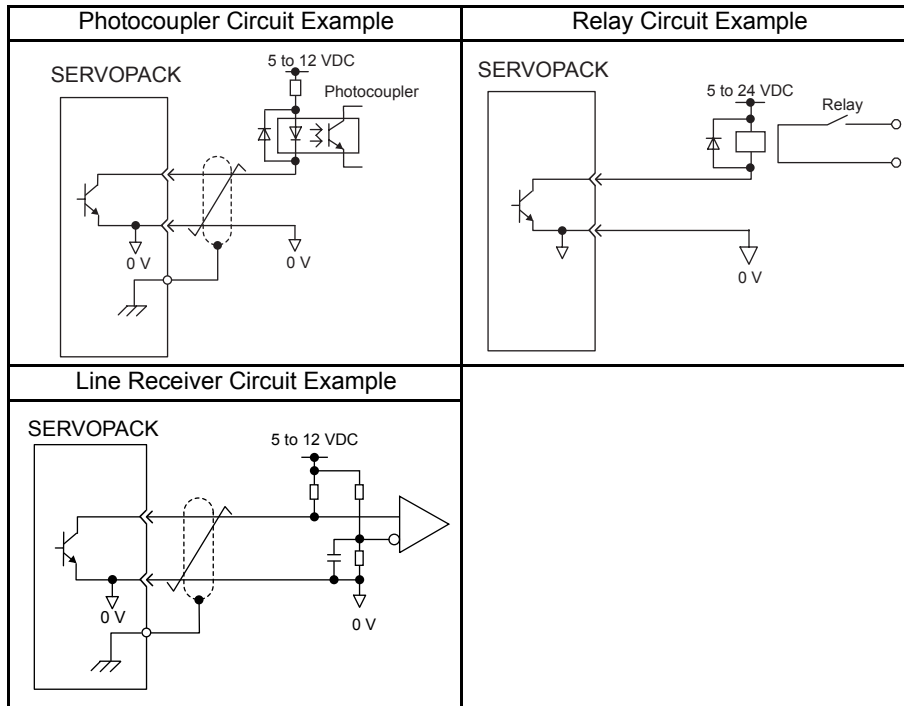 Photocoupler Circuit Example
5 to 12 VDC
SERVOPACK
Photocoupler
0 V
0 V
Relay Circuit Example
SERVOPACK
5 to 24 VDC
Relay
0 V
Line Receiver Circuit Example
SERVOPACK
5 to 12 VDC
0 V
0 V